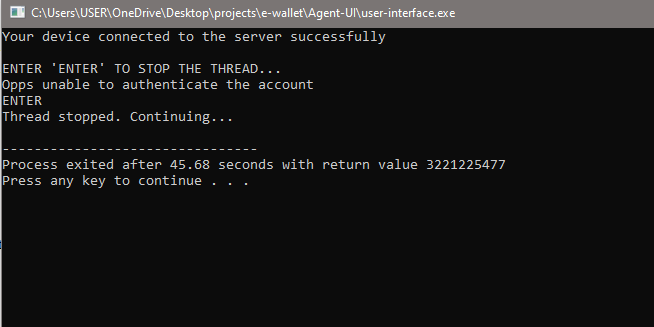 C:\Users\USER\OneDrive\Desktop\projects\e-wallet\Agent-UI\user-interface.exe
Your device connected to the server successfully
ENTER 'ENTER' TO STOP THE THREAD...
Opps unable to authenticate the account
ENTER
Thread stopped. Continuing...
--------------------------------
Process exited after 45.68 seconds with return value 3221225477
Press any key to continue . . .